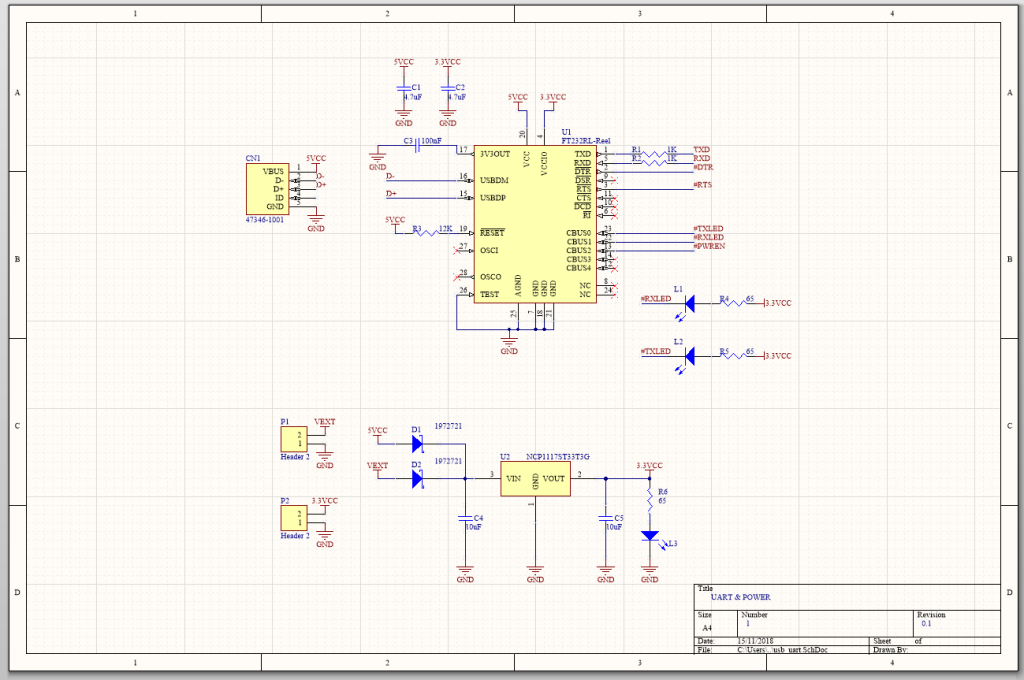 1 2 3 4
A A
B B
C C
D D
1 2 3 4
5VCC 3.3VCC
C1 C2
4.7uF 4.7uF
GND GND
5VCC 3.3VCC
20 4
U1
FT232RL-Reel
C3 100nF
GND
17 3V3OUT
VCC VCCIO
D- 16 USBDM
D+ 15 USBDP
5VCC R3 12K 19 RESET
27 OSCI
28 OSCO
26 TEST
AGND GND GND GND
25 7 18 21
GND
TXD 1 R1 1K TXD
RXD 5 R2 1K RXD
DTR 2 #DTR
DSR 9
RTS 3 #RTS
CTS 11
DCD 10
RI 6
CBUS0 23 #TXLED
CBUS1 22 #RXLED
CBUS2 13 #PWREN
CBUS3 14
CBUS4 12
NC 8
NC 24
CN1
5VCC
VBUS 1
D- 2 D-
D+ 3 D+
ID 4
GND 5
47346-1001
GND
L1
#RXLED R4 65 3.3VCC
L2
#TXLED R5 65 3.3VCC
P1 VEXT
2
1
Header 2 GND
P2 3.3VCC
2
1
Header 2 GND
5VCC D1 1972721
VEXT D2 1972721
U2 NCP1117ST33T3G
3 VIN GND VOUT 2
1
3.3VCC
R6
65
C4
10uF
C5
10uF
L3
GND GND GND GND
Title
UART & POWER
Size Number Revision
A4 1 0.1
Date: 15/11/2018 Sheet of
File: C:\Users\..\usb_uart.SchDoc Drawn By: